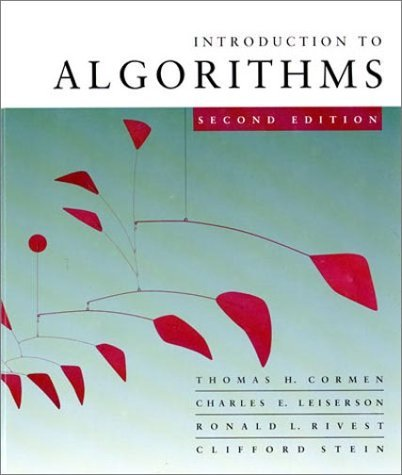 INTRODUCTION TO
ALGORITHMS
SECOND EDITION
THOMAS H. CORMEN
CHARLES E. LEISERSON
RONALD L. RIVEST
CLIFFORD STEIN